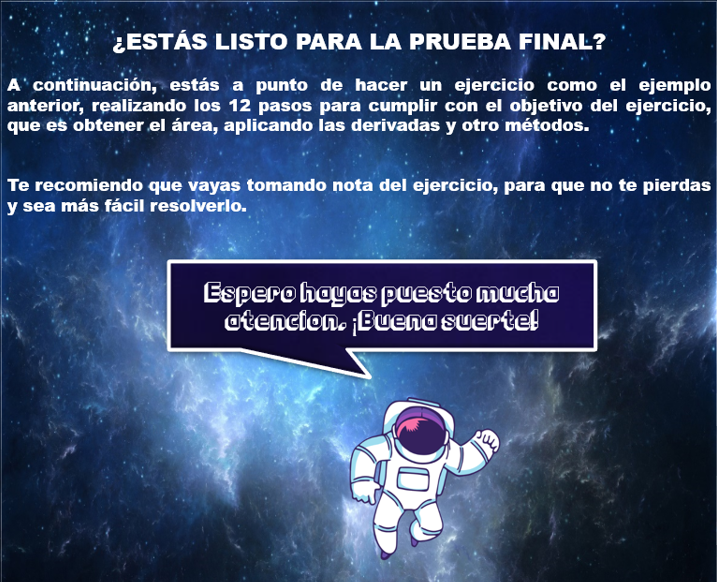 ¿ESTÁS LISTO PARA LA PRUEBA FINAL?
A continuación, estás a punto de hacer un ejercicio como el ejemplo
anterior, realizando los 12 pasos para cumplir con el objetivo del ejercicio,
que es obtener el área, aplicando las derivadas y otro métodos.
Te recomiendo que vayas tomando nota del ejercicio, para que no te pierdas
y sea más fácil resolverlo.
Espero hayas puesto mucha
atencion. ¡Buena suerte!